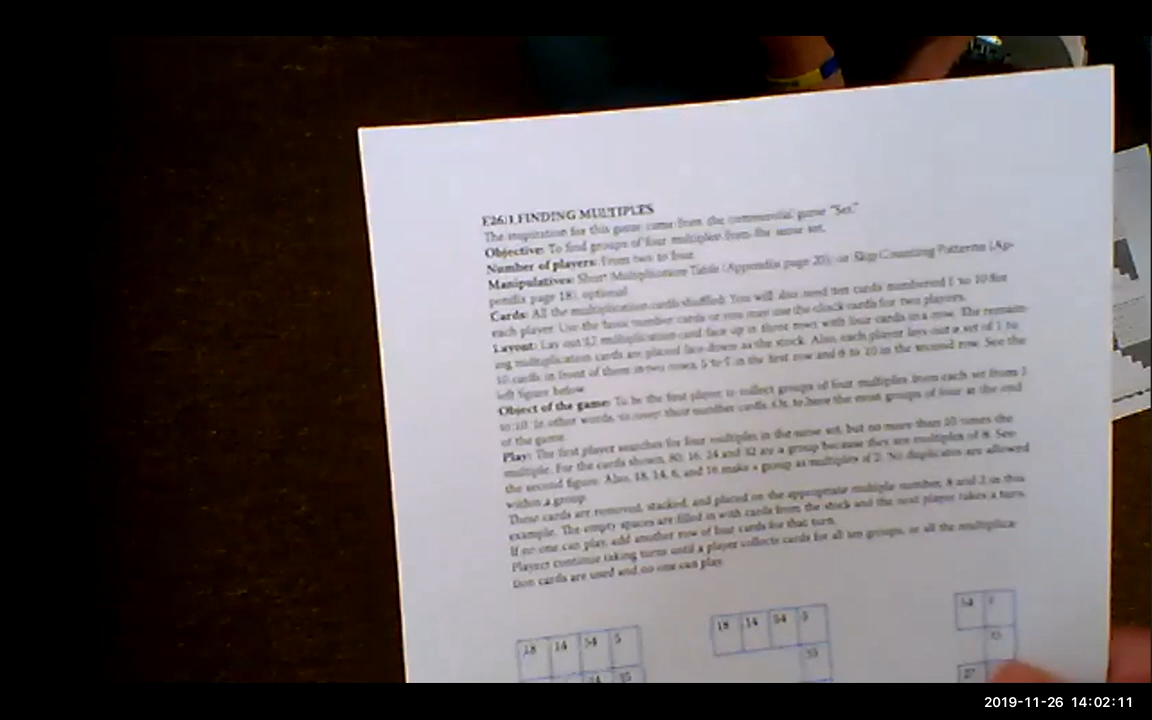 E26.1 FINDING MULTIPLES
The inspiration for this game came from the commercial game "Set."
Objective: To find groups of four multiples from the same set.
Number of players: From two to four
Manipulatives: Short Multiplication Table (Appendix page 20), or Skip Counting Patterns (Ap-
pendix page 18), optional
Cards: All the multiplication cards shuffled. You will also need ten cards numbered 1 to 10 for
each player. Use the basic number cards or you may use the clock cards for two players.
Layout: Lay out 12 multiplication card face up in three rows with four cards in a row. The remain-
ing multiplication cards are placed face-down as the stock. Also, each player lays out a set of 1 to
10 cards in front of them in two rows, to 5 in the first row and 6 to 10 in the second row. See the
left figure below.
Object of the game: To be the first player to collect groups of four multiples from each set from 1
to 10. In other words, to cover their number cards. Or, to have the most groups of four at the end
of the game.
Play: The first player searches for four multiples in the same set, but no more than 10 times the
multiple. For the cards shown, 80, 16, 24 and 32 are a group because they are multiples of 8. See
the second figure. Also, 18, 14, 6, and 16 make a group as multiples of 2. No duplicates are allowed
within a group.
These cards are removed, stacked, and placed on the appropriate multiple number, 8 and 2 in this
example. The empty spaces are filled in with cards from the stock and the next player takes a turn.
If no one can play, add another row of four cards for that turn.
Players continue taking turns until a player collects cards for all ten groups, or all the multiplica-
tion cards are used and no one can play.
18 14 54 5
18 14 54 5
54
24 35
27